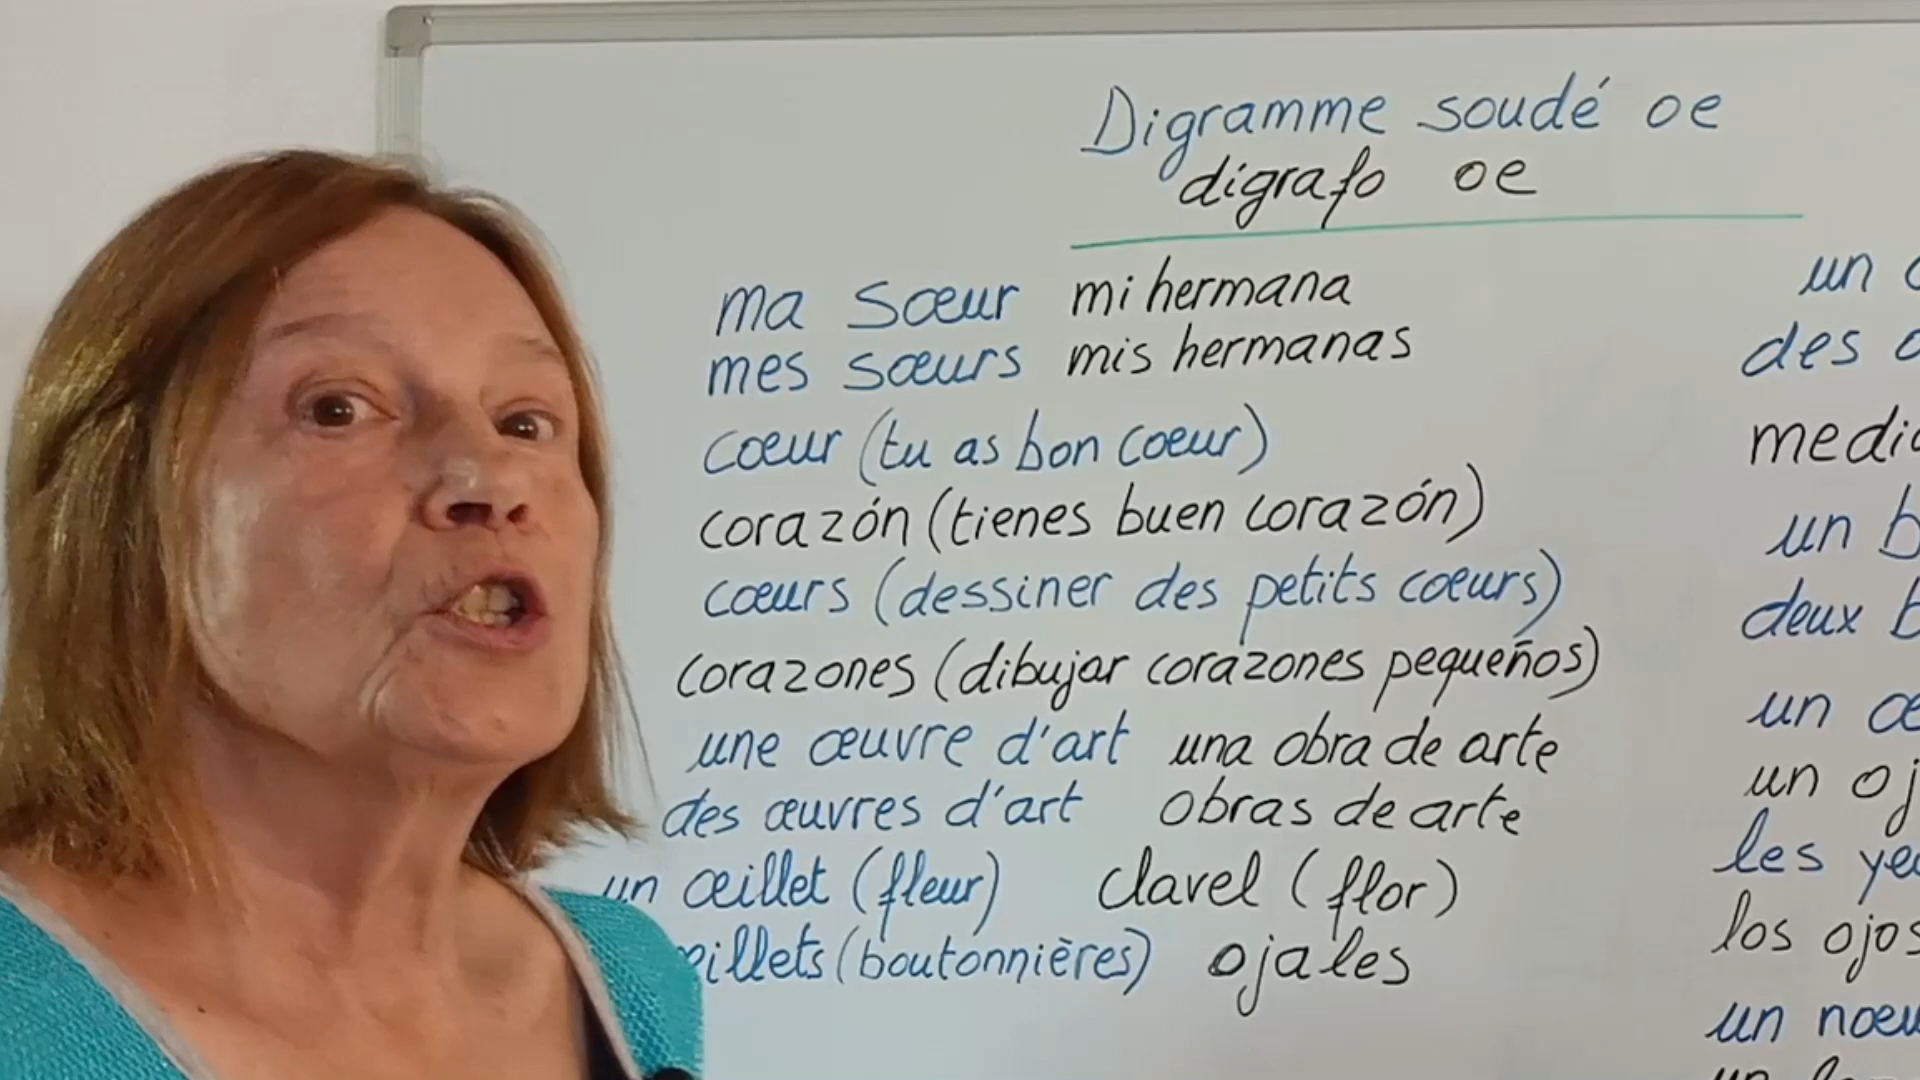 Digramme soudé oe
dígrafo oe
ma sœur mi hermana
mes sœurs mis hermanas
cœur (tu as bon cœur)
corazón (tienes buen corazón)
cœurs (dessiner des petits cœurs)
corazones (dibujar corazones pequeños)
une œuvre d'art una obra de arte
des œuvres d'art obras de arte
un œillet (fleur) clavel (flor)
œillets (boutonnières) ojales
un
des
un
deux
un
un
les
los
un